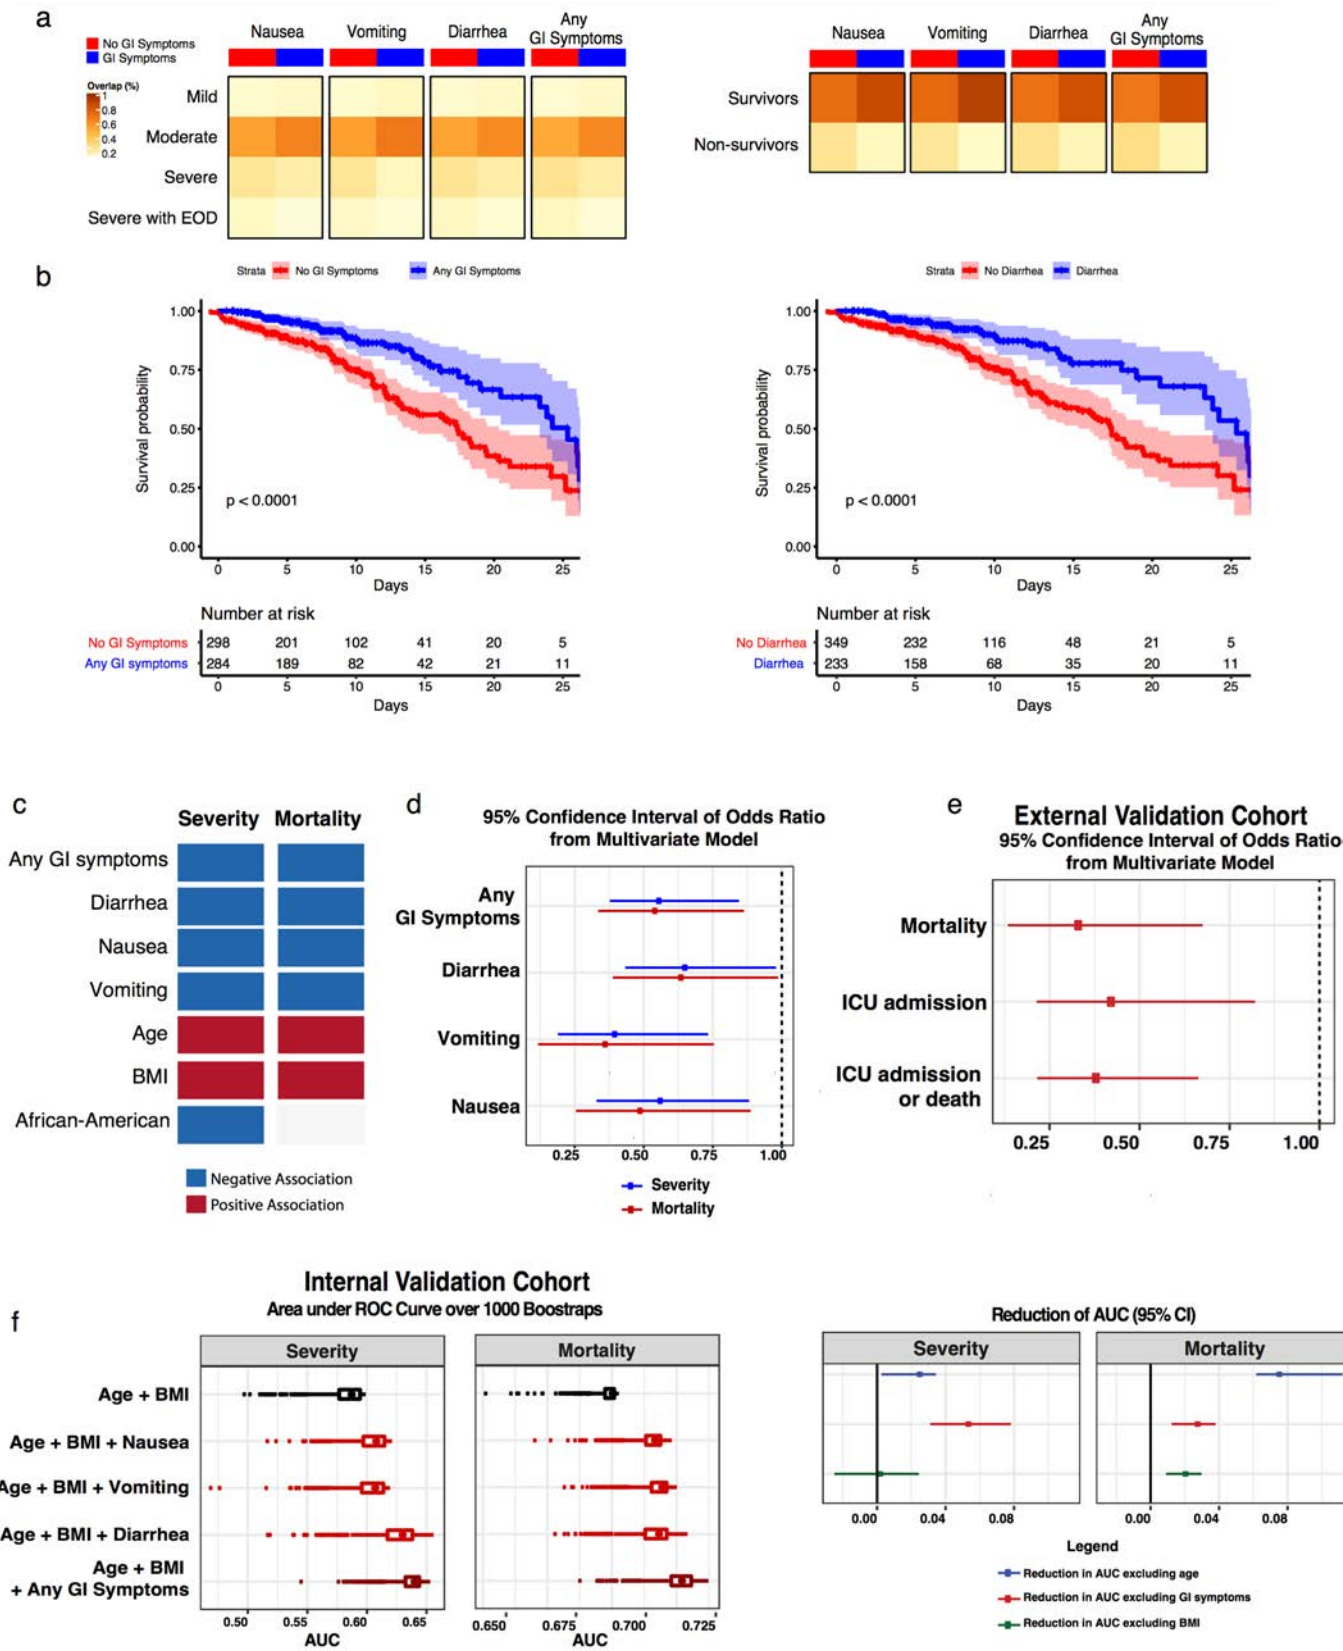 a
No GI Symptoms
GI Symptoms
Overlap (%)
1
0.8
0.6
0.4
0.2
Nausea Vomiting Diarrhea Any GI Symptoms
Mild
Moderate
Severe
Severe with EOD
Nausea Vomiting Diarrhea Any GI Symptoms
Survivors
Non-survivors
b
Strata No GI Symptoms Any GI Symptoms
Survival probability
1.00
0.75
0.50
0.25
0.00
p < 0.0001
0 5 10 15 20 25
Days
Number at risk
No GI Symptoms 298 201 102 41 20 5
Any GI symptoms 284 189 82 42 21 11
0 5 10 15 20 25
Days
Strata No Diarrhea Diarrhea
Survival probability
1.00
0.75
0.50
0.25
0.00
p < 0.0001
0 5 10 15 20 25
Days
Number at risk
No Diarrhea 349 232 116 48 21 5
Diarrhea 233 158 68 35 20 11
0 5 10 15 20 25
Days
c
Severity Mortality
Any GI symptoms
Diarrhea
Nausea
Vomiting
Age
BMI
African-American
Negative Association
Positive Association
d
95% Confidence Interval of Odds Ratio
from Multivariate Model
Any
GI Symptoms
Diarrhea
Vomiting
Nausea
0.25 0.50 0.75 1.00
Severity
Mortality
e
External Validation Cohort
95% Confidence Interval of Odds Ratio
from Multivariate Model
Mortality
ICU admission
ICU admission
or death
0.25 0.50 0.75 1.00
f
Internal Validation Cohort
Area under ROC Curve over 1000 Boostraps
Severity Mortality
Age + BMI
Age + BMI + Nausea
Age + BMI + Vomiting
Age + BMI + Diarrhea
Age + BMI
+ Any GI Symptoms
0.50 0.55 0.60 0.65
AUC
0.650 0.675 0.700 0.725
AUC
Reduction of AUC (95% CI)
Severity Mortality
0.00 0.04 0.08
0.00 0.04 0.08
Legend
Reduction in AUC excluding age
Reduction in AUC excluding GI symptoms
Reduction in AUC excluding BMI